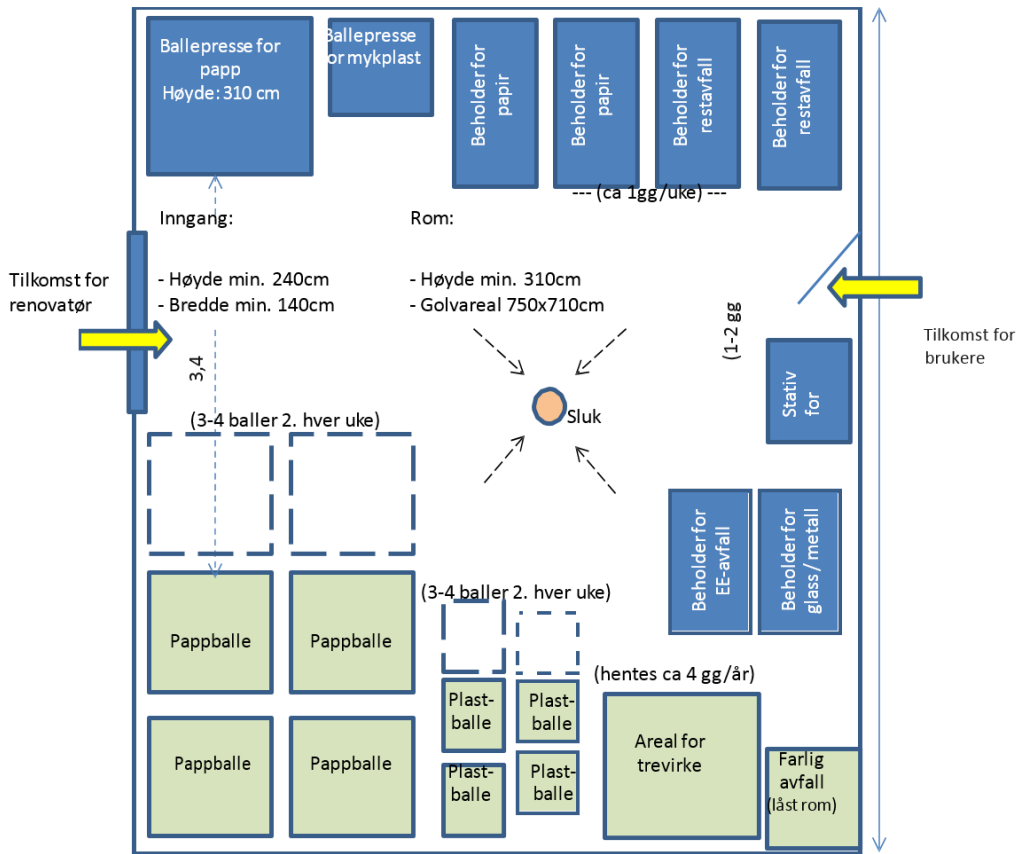 Ballepresse for
papp
Høyde: 310 cm
Ballepresse
or mykplast
Beholder for
papir
Beholder for
papir
Beholder for
restavfall
Beholder for
restavfall
--- (ca 1gg/uke) ---
Inngang:
- Høyde min. 240cm
- Bredde min. 140cm
Rom:
- Høyde min. 310cm
- Golvareal 750x710cm
Tilkomst for
renovatør
Tilkomst for
brukere
3,4
(1-2 gg
Stativ
for
Sluk
(3-4 baller 2. hver uke)
Beholder for
EE-avfall
Beholder for
glass / metall
Pappballe
Pappballe
(3-4 baller 2. hver uke)
(hentes ca 4 gg/år)
Plast-
balle
Plast-
balle
Pappballe
Pappballe
Plast-
balle
Plast-
balle
Areal for
trevirke
Farlig
avfall
(låst rom)